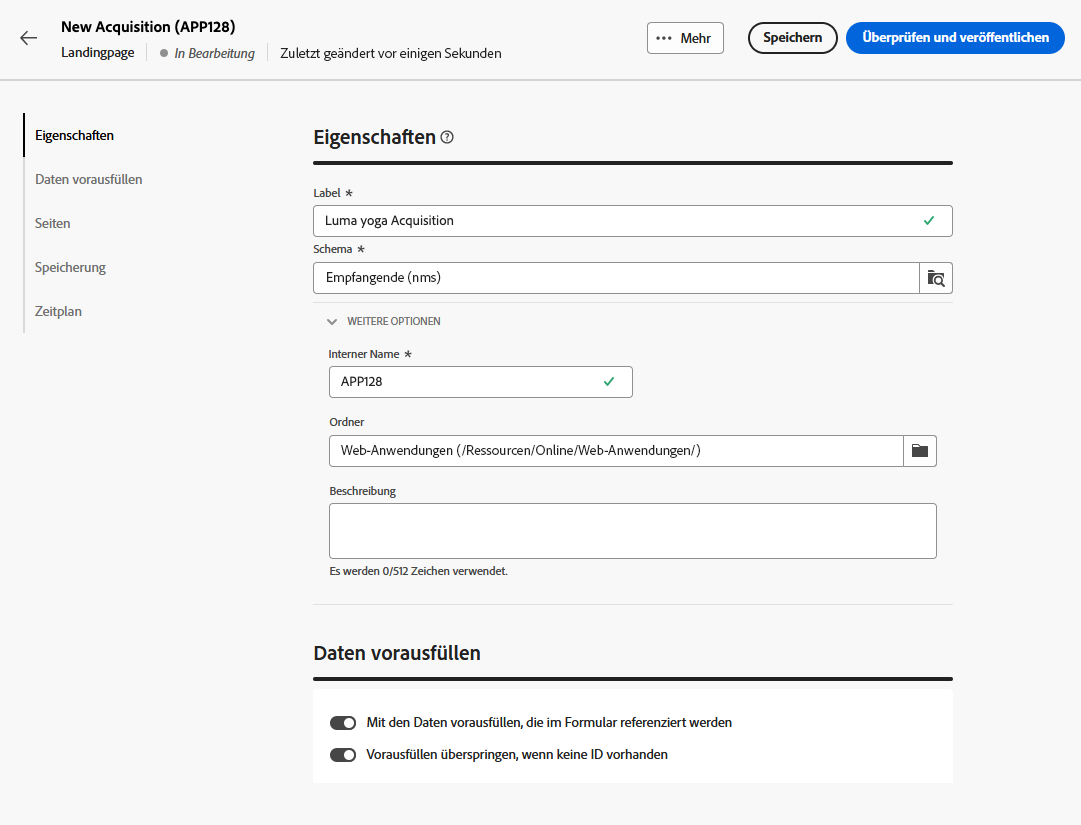 New Acquisition (APP128)
Landingpage
In Bearbeitung
Zuletzt geändert vor einigen Sekunden
Mehr
Speichern
Überprüfen und veröffentlichen
Eigenschaften
Daten vorausfüllen
Seiten
Speicherung
Zeitplan
Eigenschaften
Label *
Luma yoga Acquisition
Schema *
Empfangende (nms)
WEITERE OPTIONEN
Interner Name *
APP128
Ordner
Web-Anwendungen (/Ressourcen/Online/Web-Anwendungen/)
Beschreibung
Es werden 0/512 Zeichen verwendet.
Daten vorausfüllen
Mit den Daten vorausfüllen, die im Formular referenziert werden
Vorausfüllen überspringen, wenn keine ID vorhanden